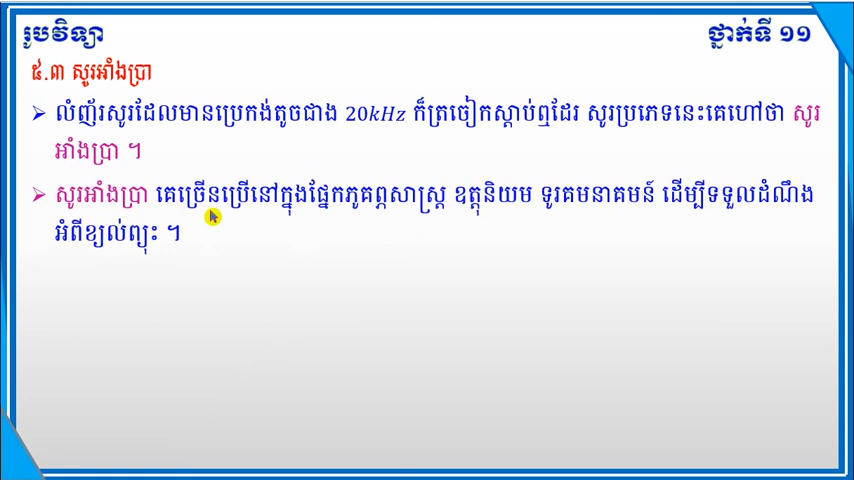 រូបវិទ្យា
ថ្នាក់ទី ១១
៥.៣ សូរអាំងប្រា
លំញ័រសូរដែលមានប្រេកង់តូចជាង 20kHz ក៏ត្រចៀកស្តាប់ឮដែរ សូរប្រភេទនេះគេហៅថា សូរ
អាំងប្រា ។
សូរអាំងប្រា គេច្រើនប្រើនៅក្នុងផ្នែកភូគព្ភសាស្ត្រ ឧត្តុនិយម ទូរគមនាគមន៍ ដើម្បីទទួលដំណឹង
អំពីខ្យល់ព្យុះ ។